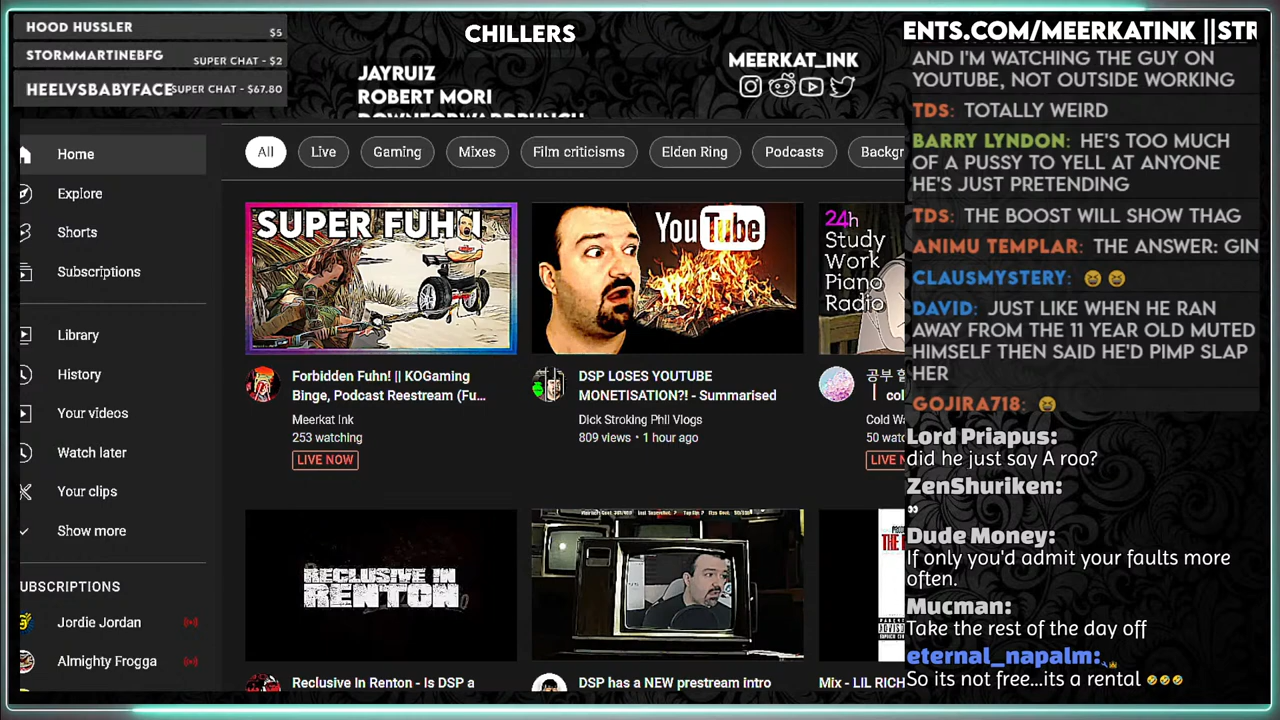 HOOD HUSSLER
$5
STORMMARTINEBFG
SUPER CHAT - $2
HEELVSBABYFACE
SUPER CHAT - $67.80
CHILLERS
JAYRUIZ
ROBERT MORI
DOWNFORWARDPUNCH
MEERKAT_INK
ENTS.COM/MEERKATINK ||STR
AND I'M WATCHING THE GUY ON
YOUTUBE, NOT OUTSIDE WORKING
TDS: TOTALLY WEIRD
BARRY LYNDON: HE'S TOO MUCH
OF A PUSSY TO YELL AT ANYONE
HE'S JUST PRETENDING
TDS: THE BOOST WILL SHOW THAG
ANIMU TEMPLAR: THE ANSWER: GIN
CLAUSMYSTERY: 😆 😆
DAVID: JUST LIKE WHEN HE RAN
AWAY FROM THE 11 YEAR OLD MUTED
HIMSELF THEN SAID HE'D PIMP SLAP
HER
GOJIRA718: 😆
Lord Priapus:
did he just say A roo?
ZenShuriken:
👀
Dude Money:
If only you'd admit your faults more
often.
Mucman:
Take the rest of the day off
eternal_napalm:
So its not free...its a rental 🤣🤣🤣
Home
Explore
Shorts
Subscriptions
Library
History
Your videos
Watch later
Your clips
Show more
UBSCRIPTIONS
Jordie Jordan
Almighty Frogga
All
Live
Gaming
Mixes
Film criticisms
Elden Ring
Podcasts
Backgr
SUPER FUHN
Forbidden Fuhn! || KOGaming
Binge, Podcast Reestream (Fu...
Meerkat Ink
253 watching
LIVE NOW
YouTube
DSP LOSES YOUTUBE
MONETISATION?! - Summarised
Dick Stroking Phil Vlogs
809 views • 1 hour ago
24h
Study
Work
Piano
Radio
공부 할
| col
Cold Wa
50 watc
LIVE N
RECLUSIVE IN
RENTON
Reclusive In Renton - Is DSP a
DSP has a NEW prestream intro
Mix - LIL RICH